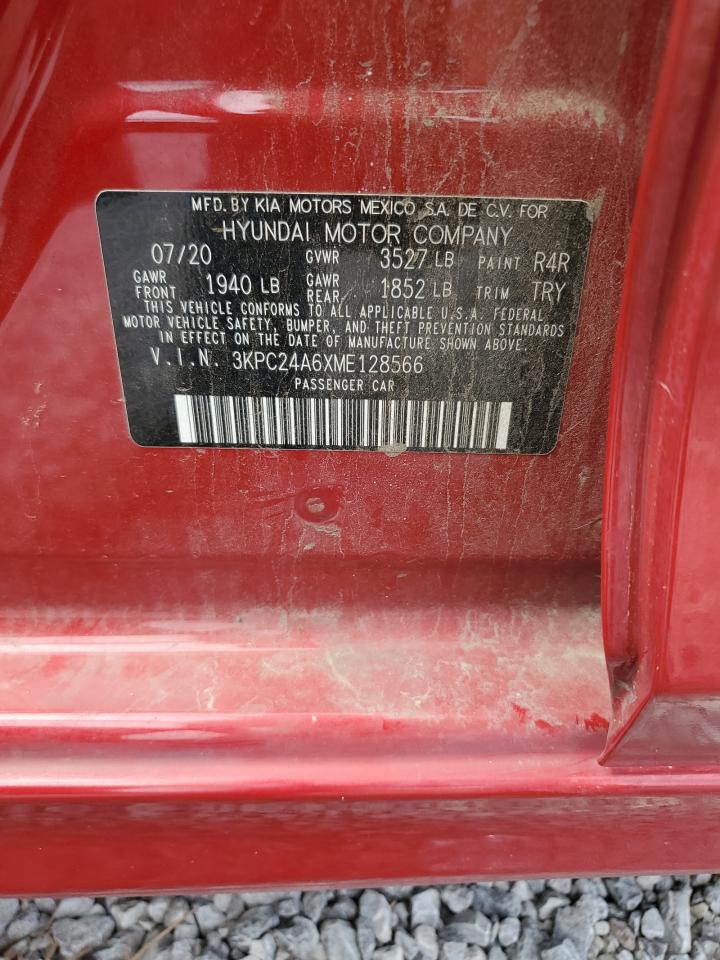 MFD. BY KIA MOTORS MEXICO S.A. DE C.V. FOR
HYUNDAI MOTOR COMPANY
07/20 GVWR 3527 LB PAINT R4R
GAWR FRONT 1940 LB GAWR REAR 1852 LB TRIM TRY
THIS VEHICLE CONFORMS TO ALL APPLICABLE U.S.A. FEDERAL
MOTOR VEHICLE SAFETY, BUMPER, AND THEFT PREVENTION STANDARDS
IN EFFECT ON THE DATE OF MANUFACTURE SHOWN ABOVE.
V.I.N. 3KPC24A6XME128566
PASSENGER CAR